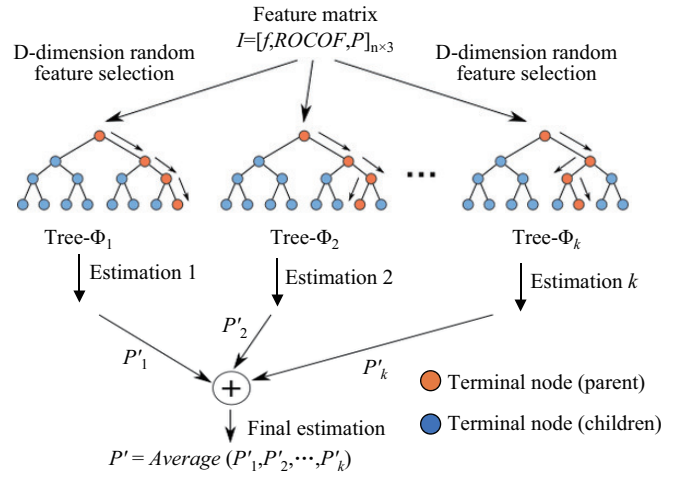 Feature matrix
I=[f,ROCOF,P]n×3
D-dimension random
feature selection
D-dimension random
feature selection
...
Tree-Φ1
Tree-Φ2
Tree-Φk
Estimation 1
Estimation 2
Estimation k
P'1
P'2
P'k
+
Terminal node (parent)
Terminal node (children)
Final estimation
P' = Average (P'1,P'2,···,P'k)